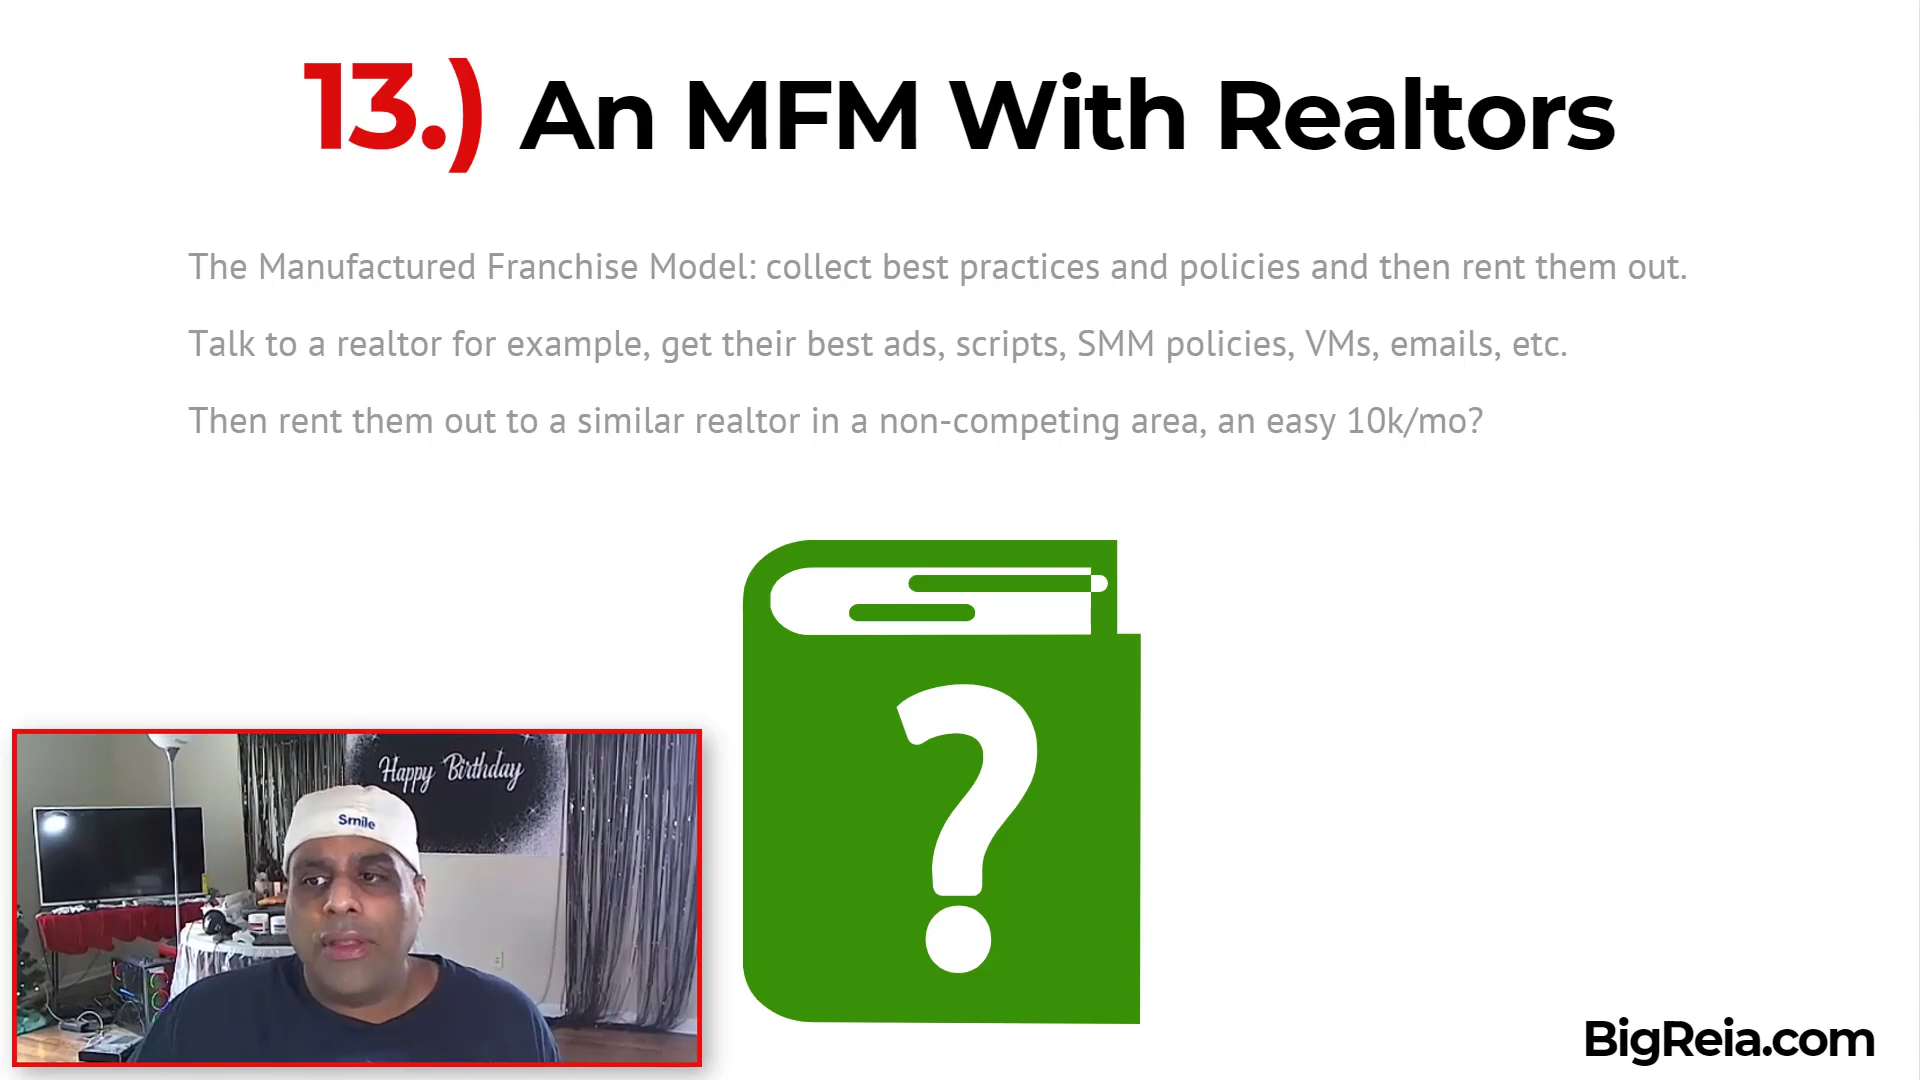 13.) An MFM With Realtors
The Manufactured Franchise Model: collect best practices and policies and then rent them out.
Talk to a realtor for example, get their best ads, scripts, SMM policies, VMs, emails, etc.
Then rent them out to a similar realtor in a non-competing area, an easy 10k/mo?
?
Happy Birthday
Smile
BigReia.com